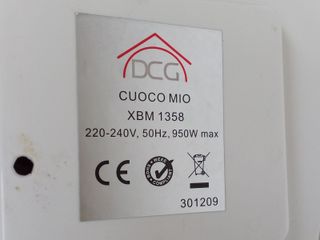 DCG
CUOCO MIO
XBM 1358
220-240V, 50Hz, 950W max
CE
301209